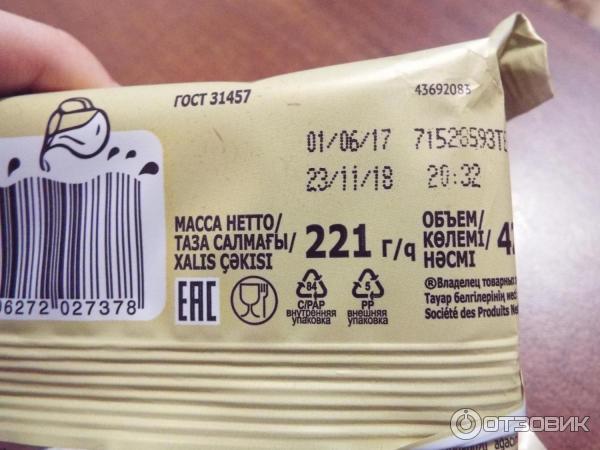 ГОСТ 31457
43692083
01/06/17 71528593
23/11/18 20:32
МАССА НЕТТО/
ТАЗА САЛМАҒЫ/
XALIS ÇƏKISI
221 г/q
ОБЪЕМ/
КӨЛЕМІ/
HƏCMİ
EAC
84
C/PAP
внутренняя
упаковка
5
PP
внешняя
упаковка
06272 027378
®Владелец товарных
Тауар белгілерінің
Société des Produits
ОТЗОВИК